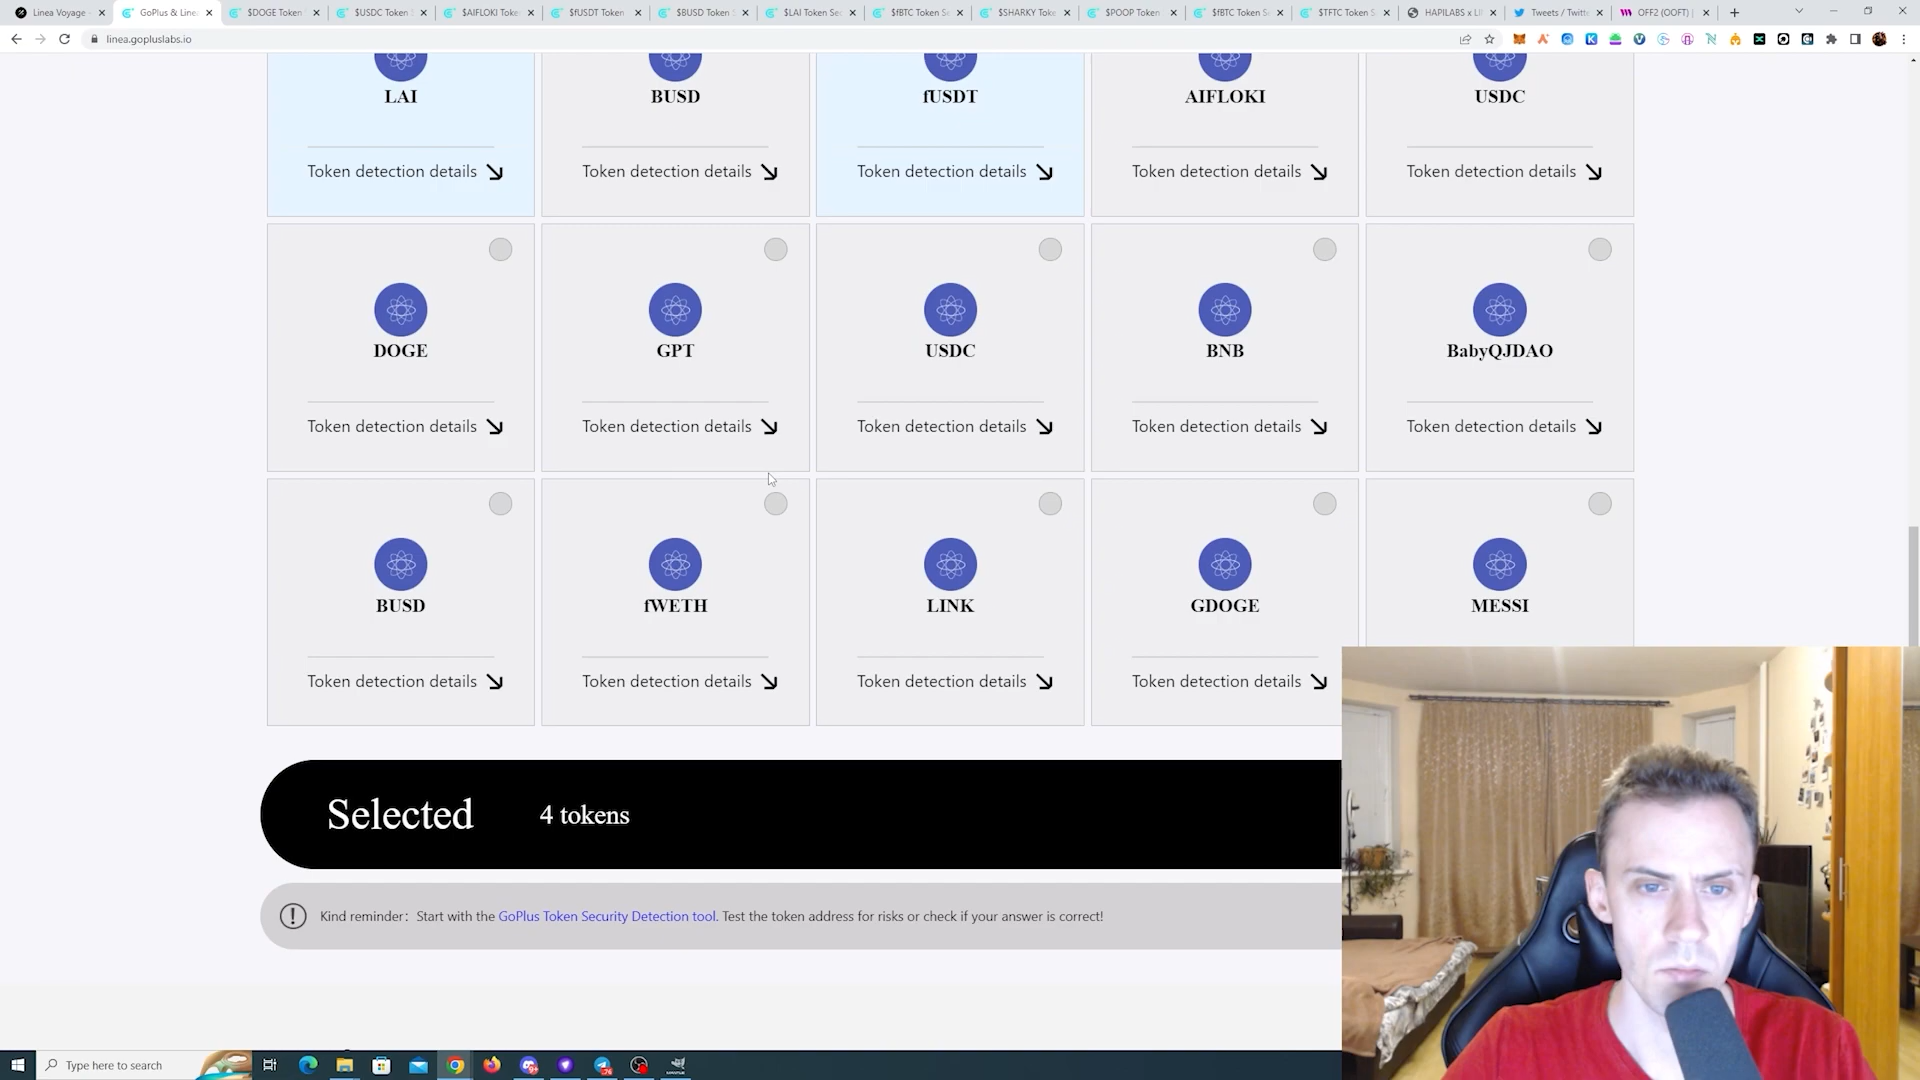 Linea Voyage
GoPlus & Linea
$DOGE Token
$USDC Token
$AIFLOKI Token
$fUSDT Token
$BUSD Token
$LAI Token Sec
$fBTC Token Se
$SHARKY Toke
$POOP Token
$fBTC Token Se
$TFTC Token S
HAPILABS x LI
Tweets / Twitte
OFF2 (OOFT) |
linea.gopluslabs.io
LAI
BUSD
fUSDT
AIFLOKI
USDC
Token detection details
Token detection details
Token detection details
Token detection details
Token detection details
DOGE
GPT
USDC
BNB
BabyQJDAO
Token detection details
Token detection details
Token detection details
Token detection details
Token detection details
BUSD
fWETH
LINK
GDOGE
MESSI
Token detection details
Token detection details
Token detection details
Token detection details
Selected 4 tokens
Kind reminder: Start with the GoPlus Token Security Detection tool. Test the token address for risks or check if your answer is correct!
Type here to search